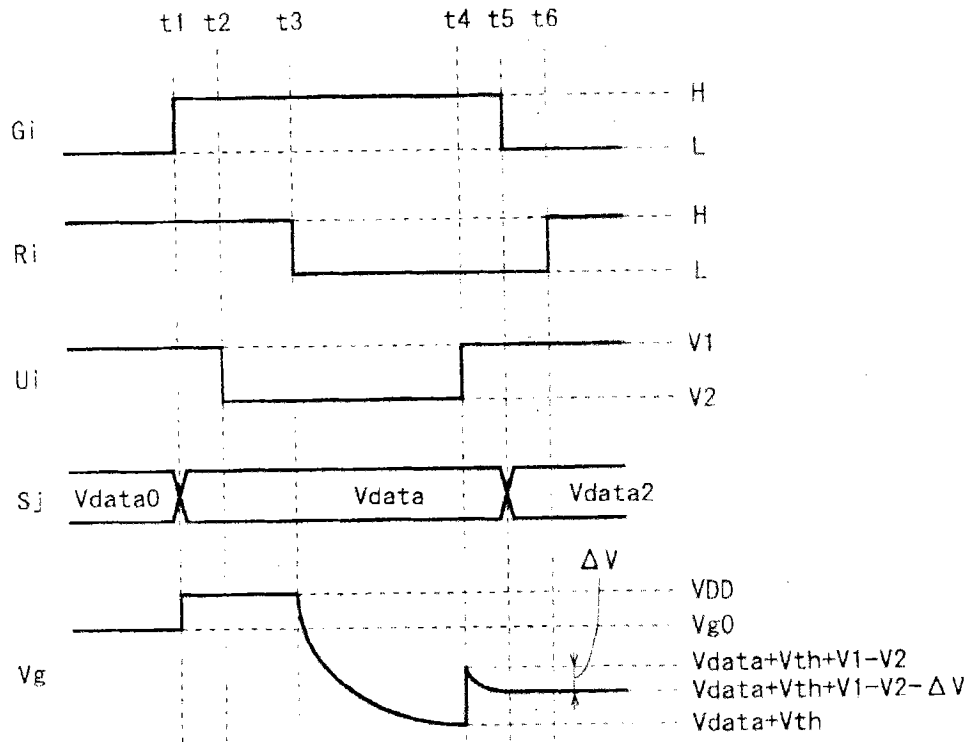 t1 t2 t3 t4 t5 t6
Gi
H
L
Ri
H
L
Ui
V1
V2
Sj
Vdata0
Vdata
Vdata2
ΔV
Vg
VDD
Vg0
Vdata+Vth+V1-V2
Vdata+Vth+V1-V2-ΔV
Vdata+Vth